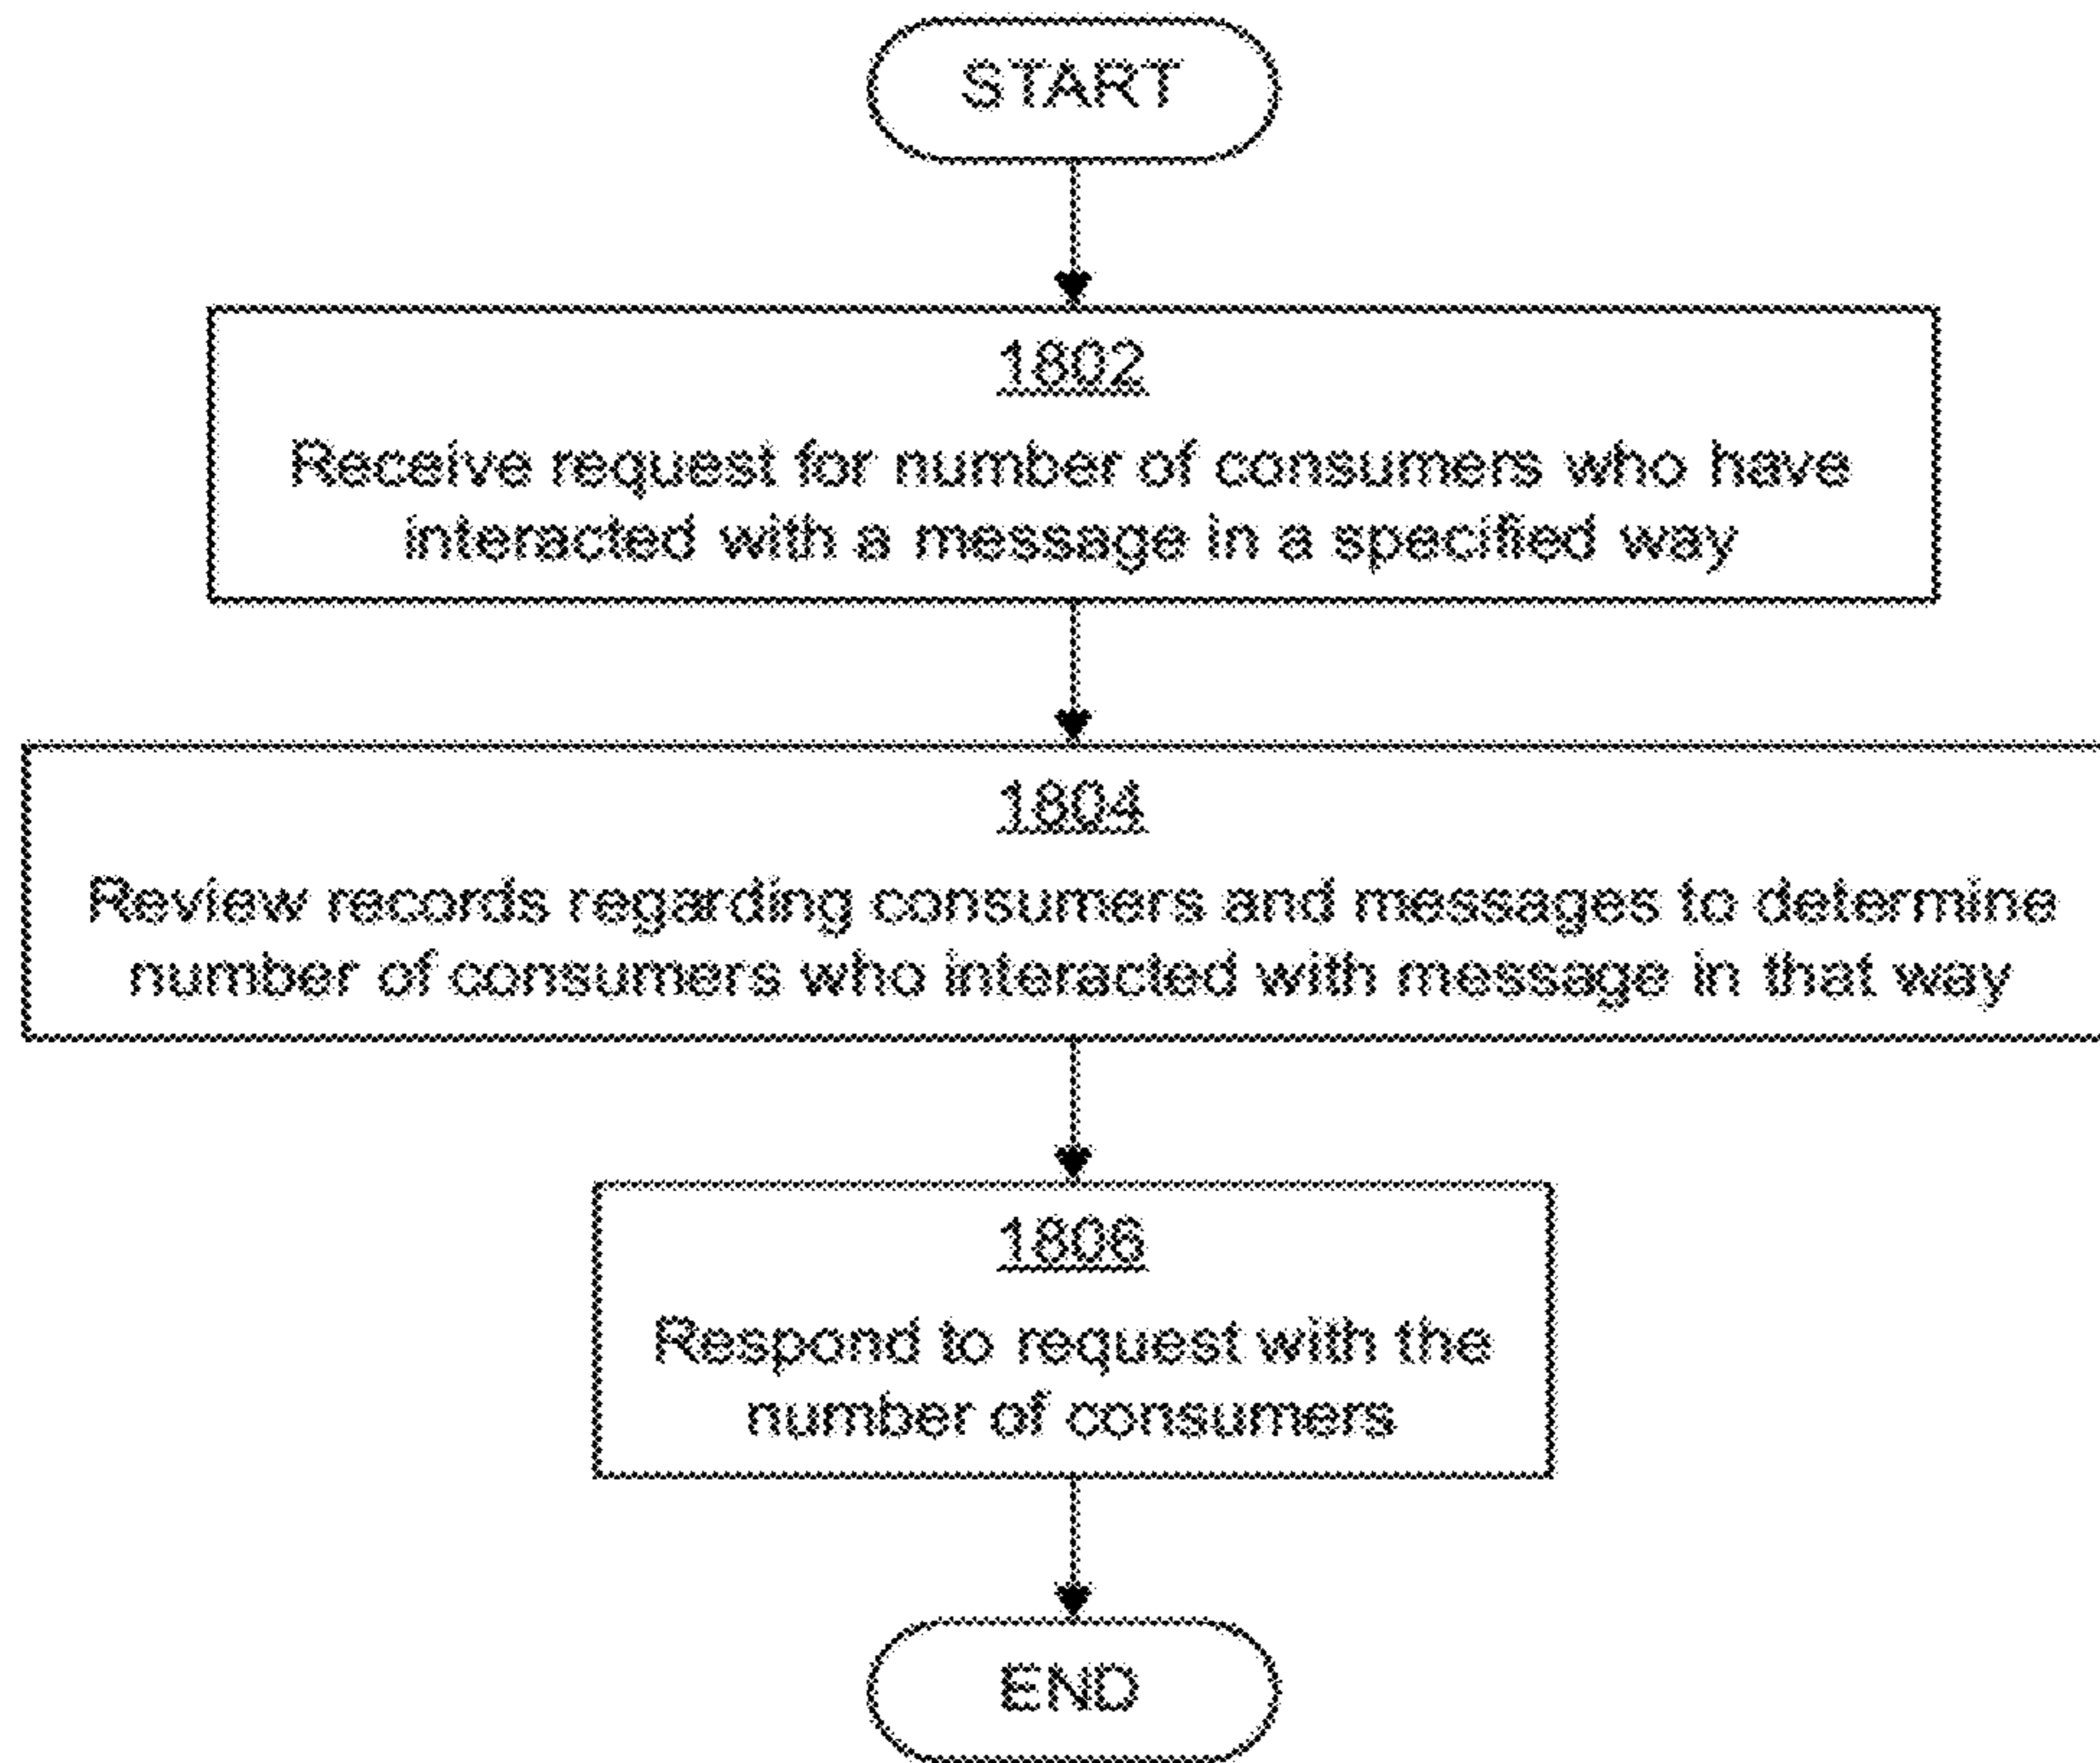 START
1802
Receive request for number of consumers who have
interacted with a message in a specified way
1804
Review records regarding consumers and messages to determine
number of consumers who interacted with message in that way
1806
Respond to request with the
number of consumers
END